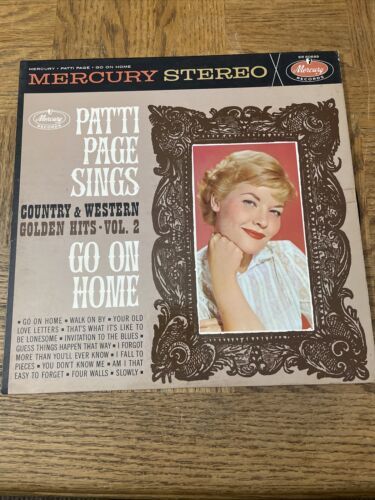 MERCURY • PATTI PAGE • GO ON HOME
MERCURY STEREO
Mercury
RECORDS
Mercury
RECORDS
PATTI
PAGE
SINGS
COUNTRY & WESTERN
GOLDEN HITS - VOL. 2
GO ON
HOME
• GO ON HOME • WALK ON BY • YOUR OLD
LOVE LETTERS • THAT'S WHAT IT'S LIKE TO
BE LONESOME • INVITATION TO THE BLUES •
GUESS THINGS HAPPEN THAT WAY • I FORGOT
MORE THAN YOU'LL EVER KNOW • I FALL TO
PIECES • YOU DON'T KNOW ME • AM I THAT
EASY TO FORGET • FOUR WALLS • SLOWLY •